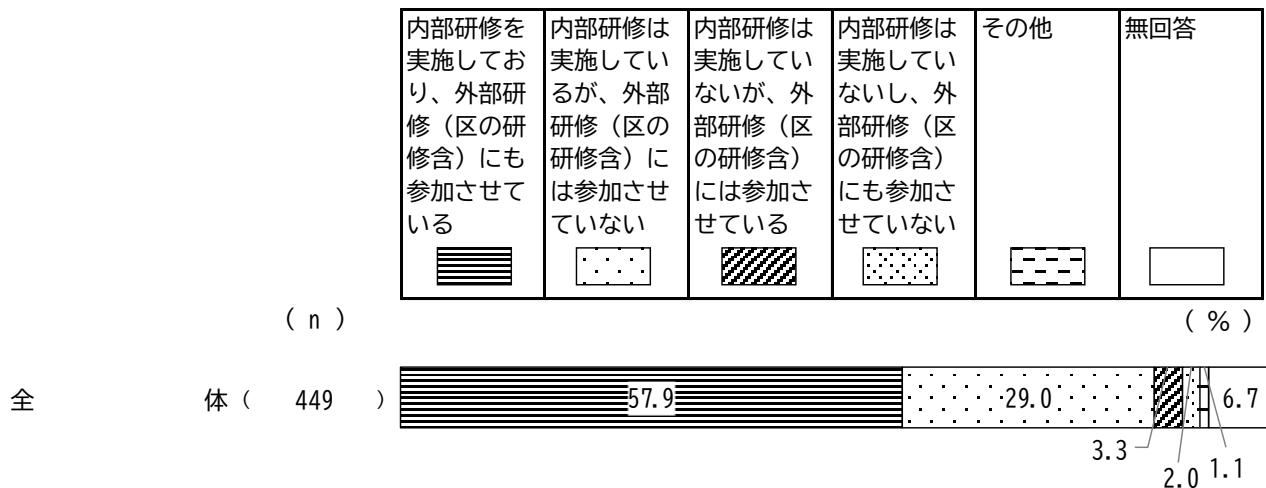 内部研修を
実施してお
り、外部研
修（区の研
修含）にも
参加させて
いる
内部研修は
実施してい
るが、外部
研修（区の
研修含）に
は参加させ
ていない
内部研修は
実施してい
ないが、外
部研修（区
の研修含）
には参加さ
せている
内部研修は
実施してい
ないし、外
部研修（区
の研修含）
にも参加さ
せていない
その他
無回答
(n)
(%)
全体(449)
57.9
29.0
6.7
3.3
2.0
1.1